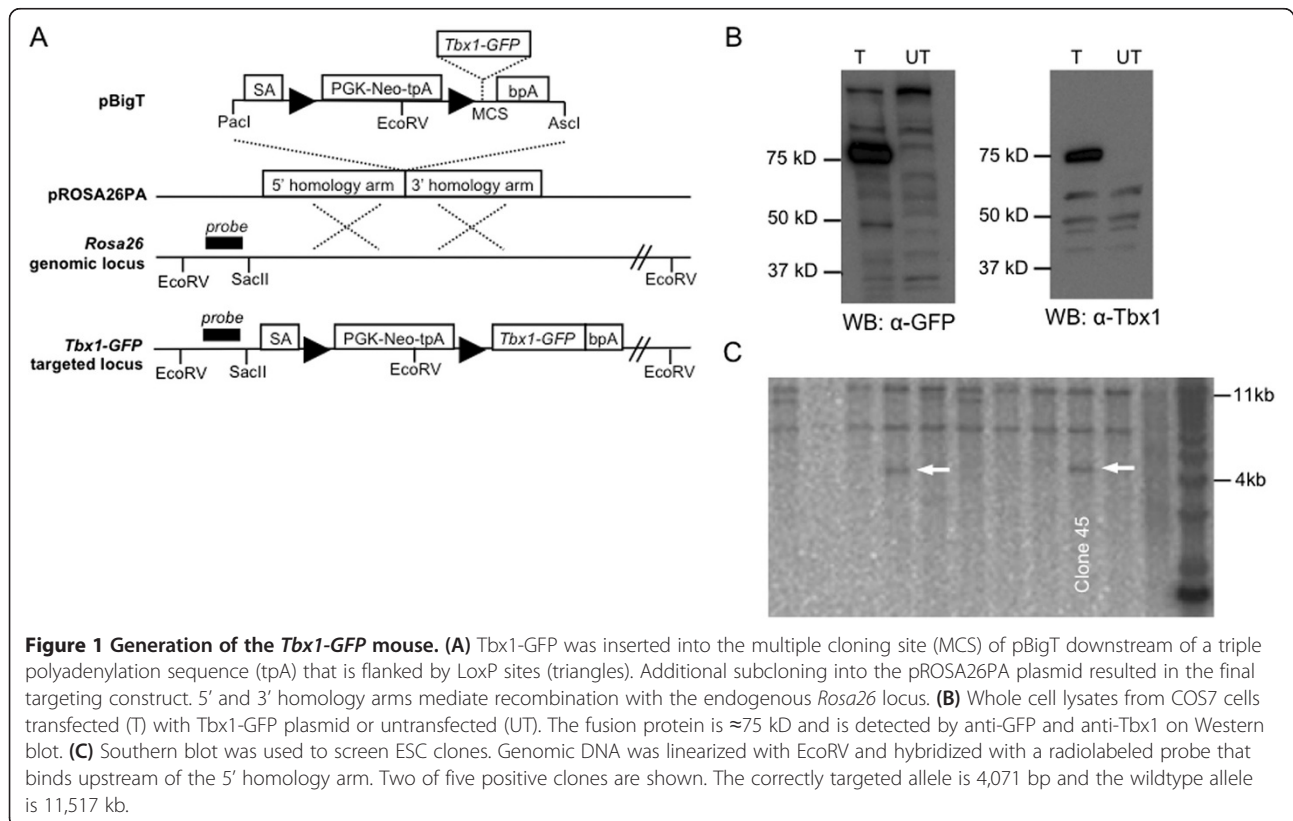 A
Tbx1-GFP
SA
PGK-Neo-tpA
bpA
pBigT
PacI
EcoRV
MCS
AscI
pROSA26PA
5' homology arm
3' homology arm
Rosa26
genomic locus
probe
EcoRV
SacII
EcoRV
Tbx1-GFP
targeted locus
probe
SA
PGK-Neo-tpA
Tbx1-GFP
bpA
EcoRV
SacII
EcoRV
EcoRV
B
T UT
75 kD
50 kD
37 kD
WB: α-GFP
T UT
75 kD
50 kD
37 kD
WB: α-Tbx1
C
11kb
4kb
Clone 45
Figure 1 Generation of the Tbx1-GFP mouse. (A) Tbx1-GFP was inserted into the multiple cloning site (MCS) of pBigT downstream of a triple
polyadenylation sequence (tpA) that is flanked by LoxP sites (triangles). Additional subcloning into the pROSA26PA plasmid resulted in the final
targeting construct. 5' and 3' homology arms mediate recombination with the endogenous Rosa26 locus. (B) Whole cell lysates from COS7 cells
transfected (T) with Tbx1-GFP plasmid or untransfected (UT). The fusion protein is ≈75 kD and is detected by anti-GFP and anti-Tbx1 on Western
blot. (C) Southern blot was used to screen ESC clones. Genomic DNA was linearized with EcoRV and hybridized with a radiolabeled probe that
binds upstream of the 5' homology arm. Two of five positive clones are shown. The correctly targeted allele is 4,071 bp and the wildtype allele
is 11,517 kb.